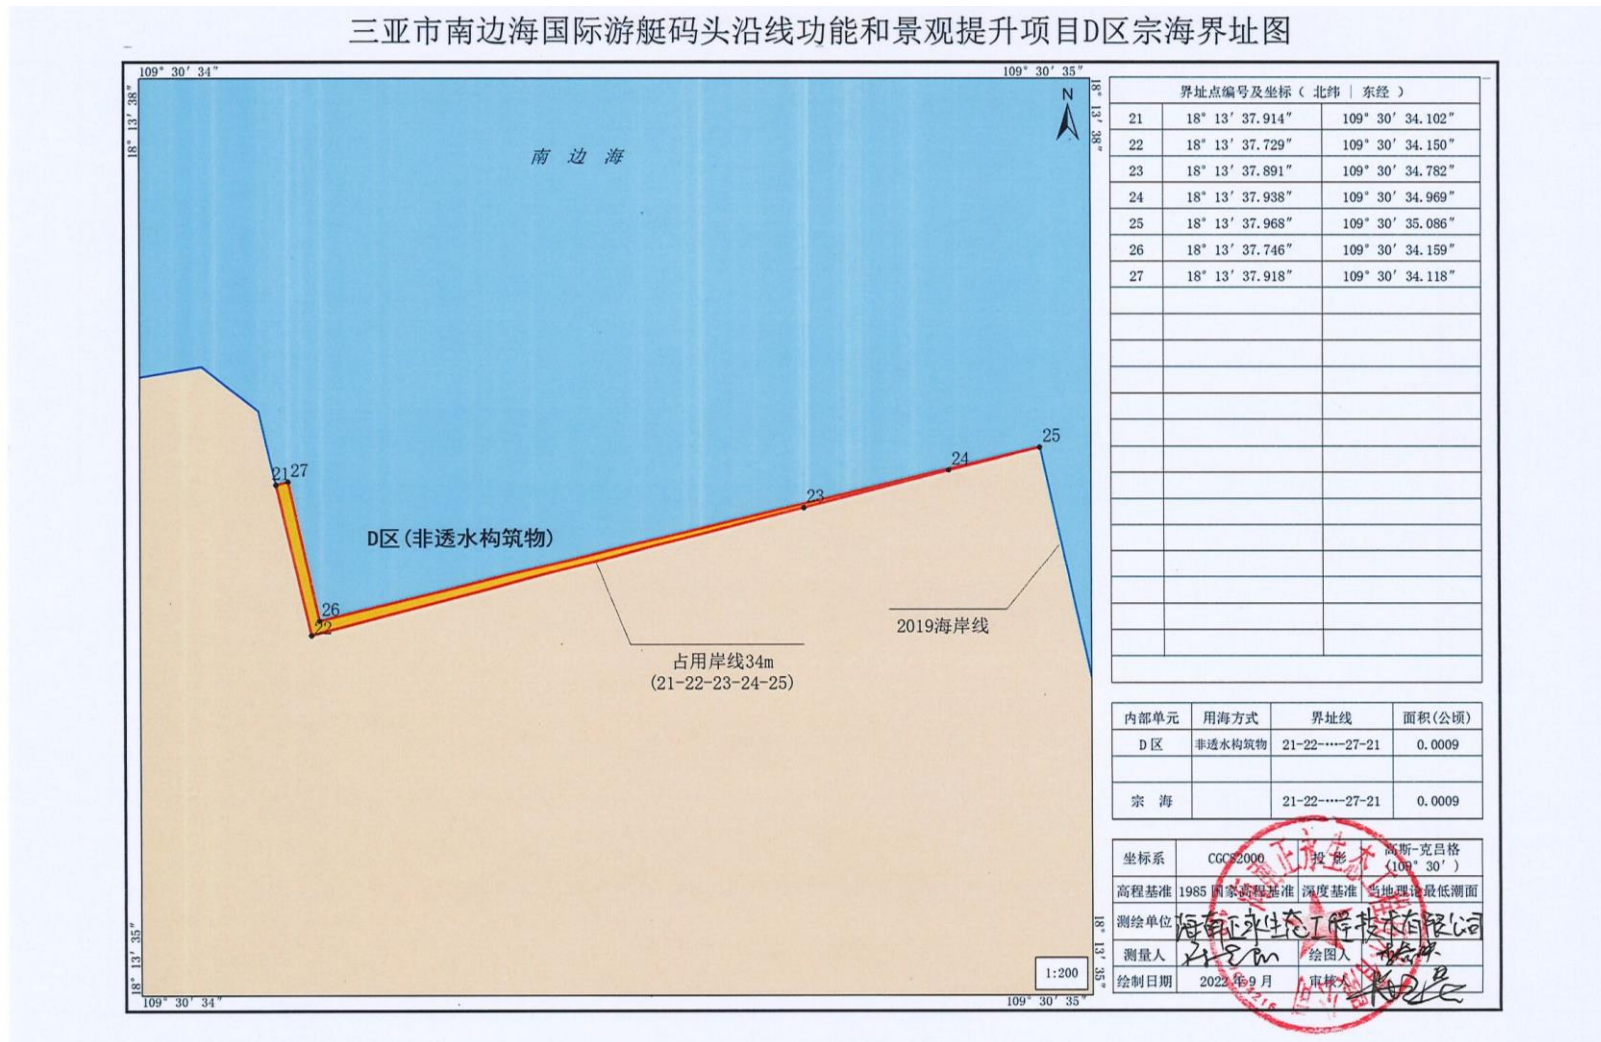 三亚市南边海国际游艇码头沿线功能和景观提升项目D区宗海界址图
109° 30′ 34″
109° 30′ 35″
18° 13′ 38″
18° 13′ 38″
N
南 边 海
21
27
26
22
23
24
25
D区(非透水构筑物)
占用岸线34m
(21-22-23-24-25)
2019海岸线
18° 13′ 35″
18° 13′ 35″
1:200
109° 30′ 34″
109° 30′ 35″
界址点编号及坐标( 北纬 | 东经 )
21 18° 13′ 37.914″ 109° 30′ 34.102″
22 18° 13′ 37.729″ 109° 30′ 34.150″
23 18° 13′ 37.891″ 109° 30′ 34.782″
24 18° 13′ 37.938″ 109° 30′ 34.969″
25 18° 13′ 37.968″ 109° 30′ 35.086″
26 18° 13′ 37.746″ 109° 30′ 34.159″
27 18° 13′ 37.918″ 109° 30′ 34.118″
内部单元 用海方式 界址线 面积(公顷)
D区 非透水构筑物 21-22-····-27-21 0.0009
宗 海 21-22-····-27-21 0.0009
坐标系 CGCS2000 投 影 高斯-克吕格
(109° 30′)
高程基准 1985国家高程基准 深度基准 当地理论最低潮面
测绘单位 海南正永生态工程技术有限公司
测量人 绘图人
绘制日期 2022年9月 审核人